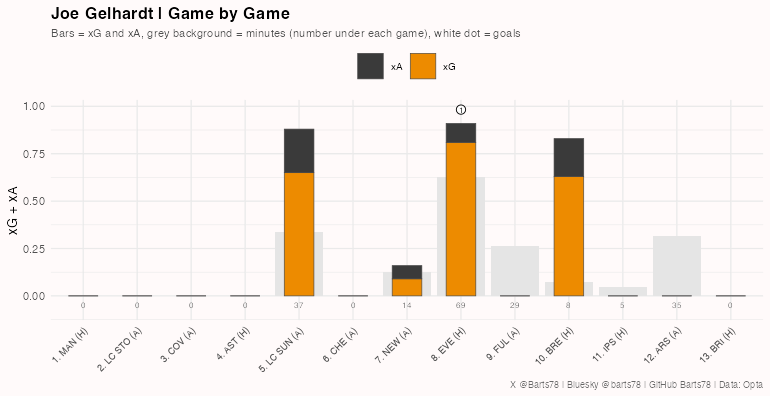 Joe Gelhardt | Game by Game
Bars = xG and xA, grey background = minutes (number under each game), white dot = goals
xA xG
xG + xA
1.00
0.75
0.50
0.25
0.00
1
0 0 0 0 37 0 14 69 29 8 5 35 0
1. MAN (H)
2. LC STO (A)
3. COV (A)
4. AST (H)
5. LC SUN (A)
6. CHE (A)
7. NEW (A)
8. EVE (H)
9. FUL (A)
10. BRE (H)
11. IPS (H)
12. ARS (A)
13. BRI (H)
X @Barts78 | Bluesky @barts78 | GitHub Barts78 | Data: Opta